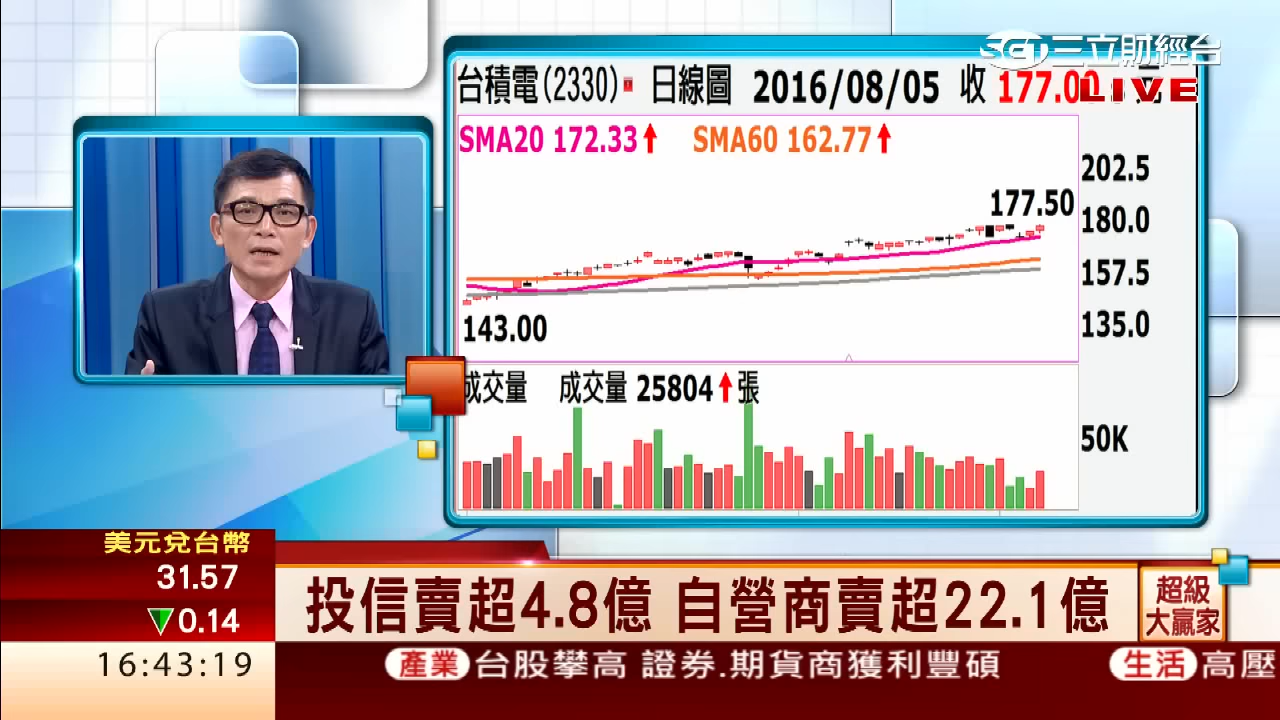 SET 三立財經台
LIVE
台積電(2330) 日線圖 2016/08/05 收 177.00
SMA20 172.33↑ SMA60 162.77↑
202.5
177.50
180.0
157.5
143.00
135.0
成交量 成交量 25804↑張
50K
美元兌台幣
31.57
▼0.14
16:43:19
投信賣超4.8億 自營商賣超22.1億
超級
大贏家
產業 台股攀高 證券.期貨商獲利豐碩 生活 高壓